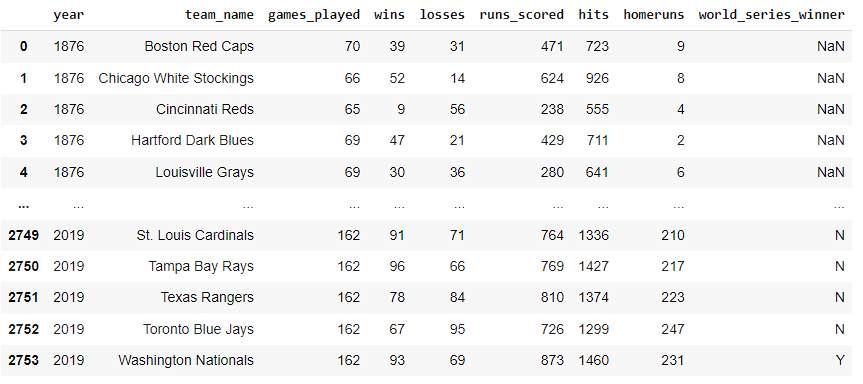 year team_name games_played wins losses runs_scored hits homeruns world_series_winner
0 1876 Boston Red Caps 70 39 31 471 723 9 NaN
1 1876 Chicago White Stockings 66 52 14 624 926 8 NaN
2 1876 Cincinnati Reds 65 9 56 238 555 4 NaN
3 1876 Hartford Dark Blues 69 47 21 429 711 2 NaN
4 1876 Louisville Grays 69 30 36 280 641 6 NaN
... ... ... ... ... ... ... ... ... ...
2749 2019 St. Louis Cardinals 162 91 71 764 1336 210 N
2750 2019 Tampa Bay Rays 162 96 66 769 1427 217 N
2751 2019 Texas Rangers 162 78 84 810 1374 223 N
2752 2019 Toronto Blue Jays 162 67 95 726 1299 247 N
2753 2019 Washington Nationals 162 93 69 873 1460 231 Y